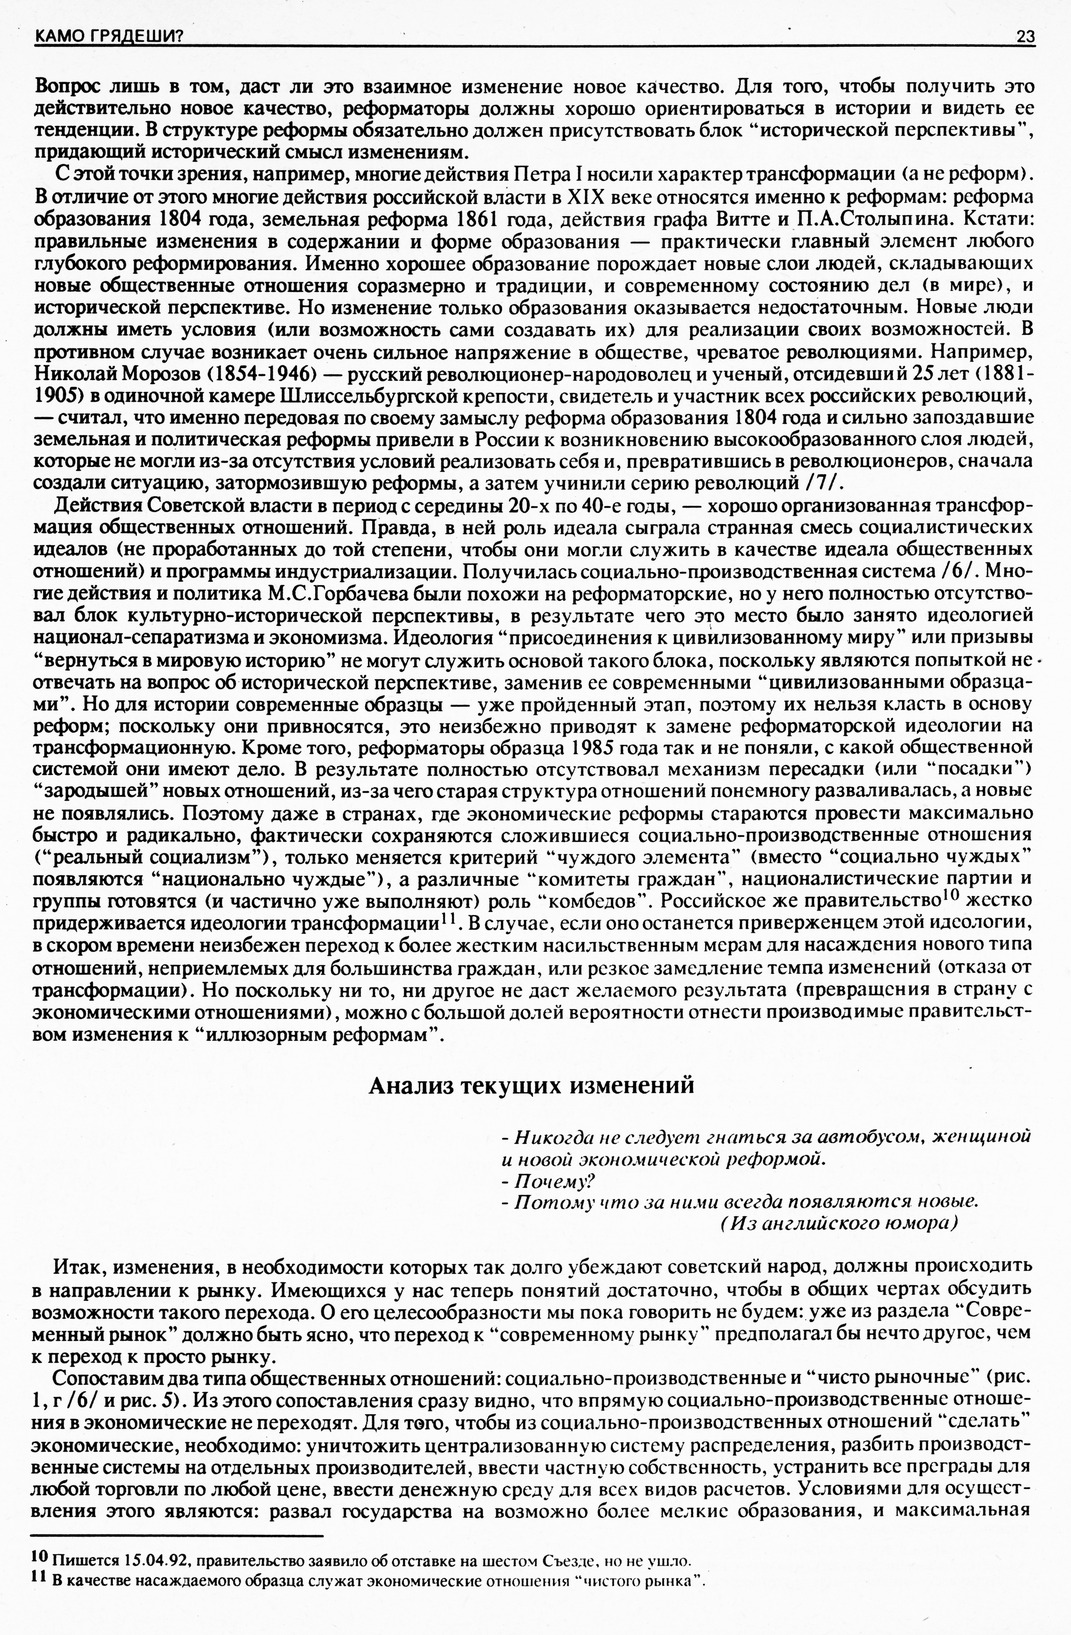 КАМО ГРЯДЕШИ? 23
Вопрос лишь в том, даст ли это взаимное изменение новое качество. Для того, чтобы получить это
действительно новое качество, реформаторы должны хорошо ориентироваться в истории и видеть ее
тенденции. В структуре реформы обязательно должен присутствовать блок “исторической перспективы”,
придающий исторический смысл изменениям.
С этой точки зрения, например, многие действия Петра I носили характер трансформации (а не реформ).
В отличие от этого многие действия российской власти в XIX веке относятся именно к реформам: реформа
образования 1804 года, земельная реформа 1861 года, действия графа Витте и П.А.Столыпина. Кстати:
правильные изменения в содержании и форме образования — практически главный элемент любого
глубокого реформирования. Именно хорошее образование порождает новые слои людей, складывающих
новые общественные отношения соразмерно и традиции, и современному состоянию дел (в мире), и
исторической перспективе. Но изменение только образования оказывается недостаточным. Новые люди
должны иметь условия (или возможность сами создавать их) для реализации своих возможностей. В
противном случае возникает очень сильное напряжение в обществе, чреватое революциями. Например,
Николай Морозов (1854-1946) — русский революционер-народоволец и ученый, отсидевший 25 лет (1881-
1905) в одиночной камере Шлиссельбургской крепости, свидетель и участник всех российских революций,
— считал, что именно передовая по своему замыслу реформа образования 1804 года и сильно запоздавшие
земельная и политическая реформы привели в России к возникновению высокообразованного слоя людей,
которые не могли из-за отсутствия условий реализовать себя и, превратившись в революционеров, сначала
создали ситуацию, затормозившую реформы, а затем учинили серию революций /7/.
Действия Советской власти в период с середины 20-х по 40-е годы, — хорошо организованная трансфор-
мация общественных отношений. Правда, в ней роль идеала сыграла странная смесь социалистических
идеалов (не проработанных до той степени, чтобы они могли служить в качестве идеала общественных
отношений) и программы индустриализации. Получилась социально-производственная система /6/. Мно-
гие действия и политика М.С.Горбачева были похожи на реформаторские, но у него полностью отсутство-
вал блок культурно-исторической перспективы, в результате чего это место было занято идеологией
национал-сепаратизма и экономизма. Идеология “присоединения к цивилизованному миру” или призывы
“вернуться в мировую историю” не могут служить основой такого блока, поскольку являются попыткой не
отвечать на вопрос об исторической перспективе, заменив ее современными “цивилизованными образца-
ми”. Но для истории современные образцы — уже пройденный этап, поэтому их нельзя класть в основу
реформ; поскольку они привносятся, это неизбежно приводят к замене реформаторской идеологии на
трансформационную. Кроме того, реформаторы образца 1985 года так и не поняли, с какой общественной
системой они имеют дело. В результате полностью отсутствовал механизм пересадки (или “посадки”)
“зародышей” новых отношений, из-за чего старая структура отношений понемногу разваливалась, а новые
не появлялись. Поэтому даже в странах, где экономические реформы стараются провести максимально
быстро и радикально, фактически сохраняются сложившиеся социально-производственные отношения
(“реальный социализм”), только меняется критерий “чуждого элемента” (вместо “социально чуждых”
появляются “национально чуждые”), а различные “комитеты граждан”, националистические партии и
группы готовятся (и частично уже выполняют) роль “комбедов”. Российское же правительство10 жестко
придерживается идеологии трансформации11. В случае, если оно останется приверженцем этой идеологии,
в скором времени неизбежен переход к более жестким насильственным мерам для насаждения нового типа
отношений, неприемлемых для большинства граждан, или резкое замедление темпа изменений (отказа от
трансформации). Но поскольку ни то, ни другое не даст желаемого результата (превращения в страну с
экономическими отношениями), можно с большой долей вероятности отнести производимые правительст-
вом изменения к “иллюзорным реформам”.
Анализ текущих изменений
- Никогда не следует гнаться за автобусом, женщиной
и новой экономической реформой.
- Почему?
- Потому что за ними всегда появляются новые.
(Из английского юмора)
Итак, изменения, в необходимости которых так долго убеждают советский народ, должны происходить
в направлении к рынку. Имеющихся у нас теперь понятий достаточно, чтобы в общих чертах обсудить
возможности такого перехода. О его целесообразности мы пока говорить не будем: уже из раздела “Совре-
менный рынок” должно быть ясно, что переход к “современному рынку” предполагал бы нечто другое, чем
к переход к просто рынку.
Сопоставим два типа общественных отношений: социально-производственные и “чисто рыночные” (рис.
1, г /6/ и рис. 5). Из этого сопоставления сразу видно, что впрямую социально-производственные отноше-
ния в экономические не переходят. Для того, чтобы из социально-производственных отношений “сделать”
экономические, необходимо: уничтожить централизованную систему распределения, разбить производст-
венные системы на отдельных производителей, ввести частную собственность, устранить все преграды для
любой торговли по любой цене, ввести денежную среду для всех видов расчетов. Условиями для осущест-
вления этого являются: развал государства на возможно более мелкие образования, и максимальная
10 Пишется 15.04.92, правительство заявило об отставке на шестом Съезде, но не ушло.
11 В качестве насаждаемого образца служат экономические отношения “чистого рынка”.